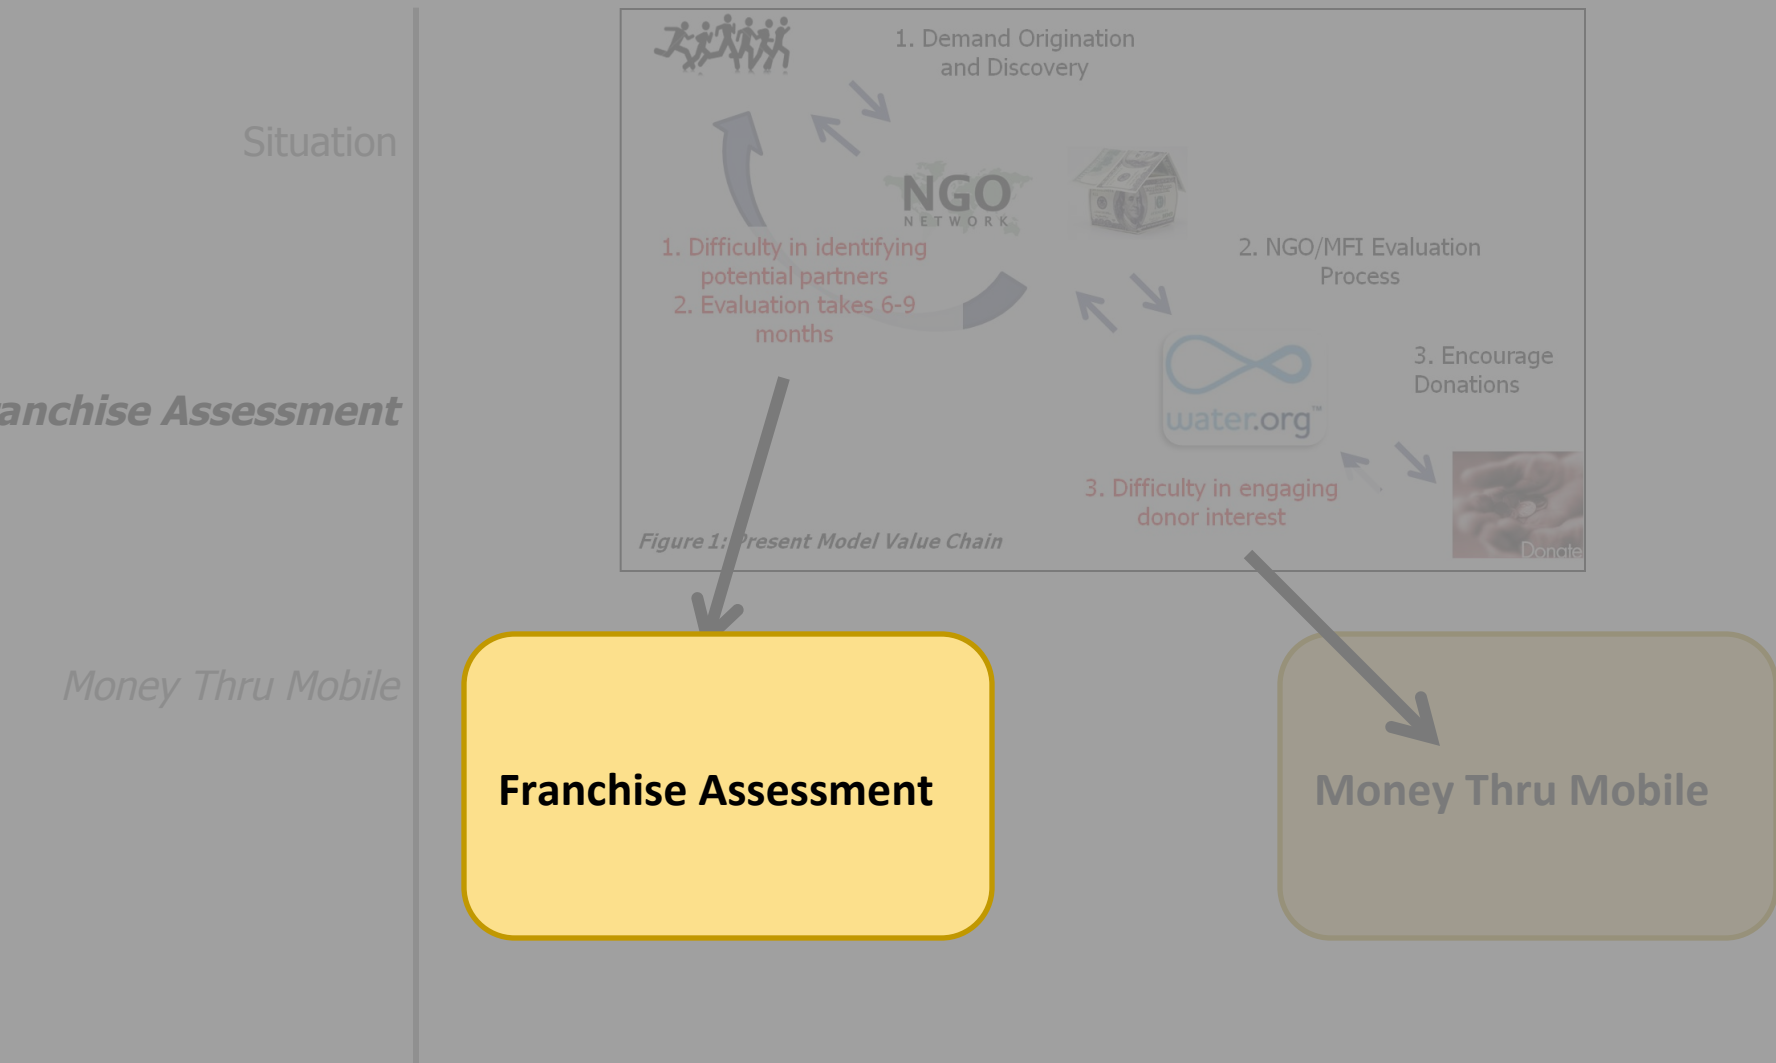 Situation
anchise Assessment
Money Thru Mobile
1. Demand Origination
and Discovery
NGO
NETWORK
1. Difficulty in identifying
potential partners
2. Evaluation takes 6-9
months
2. NGO/MFI Evaluation
Process
3. Encourage
Donations
water.org™
3. Difficulty in engaging
donor interest
Donate
Figure 1: Present Model Value Chain
Franchise Assessment
Money Thru Mobile